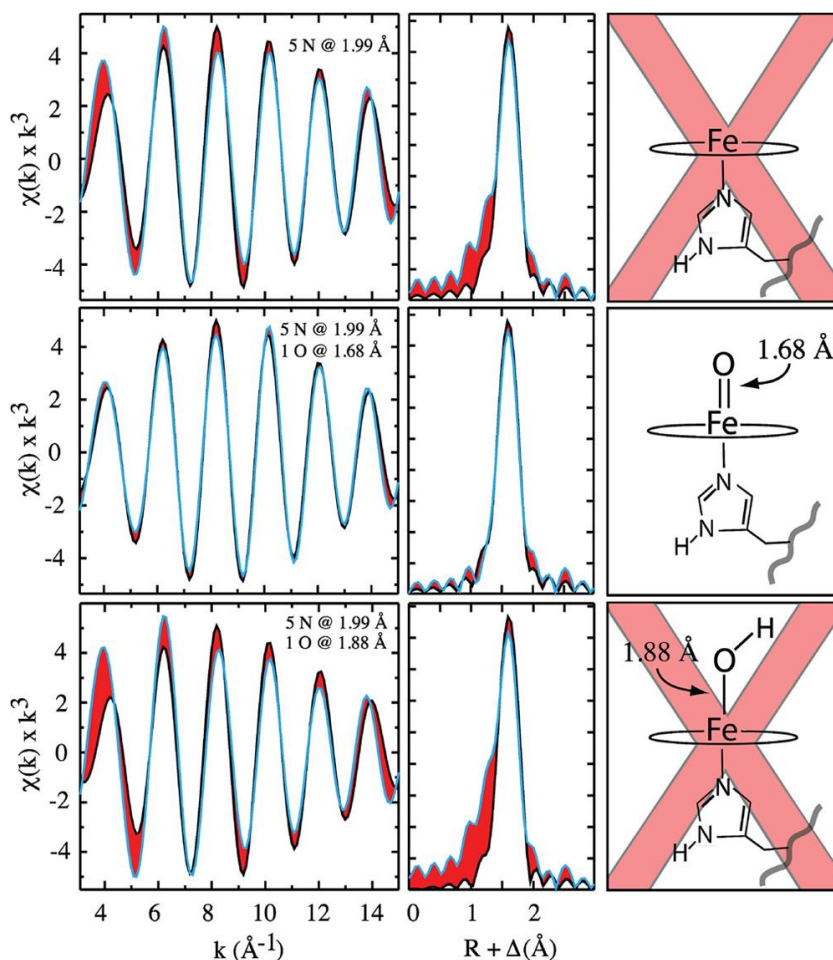 χ(k) x k³
4
2
0
-2
-4
5 N @ 1.99 Å
Fe
N
N
H
χ(k) x k³
4
2
0
-2
-4
5 N @ 1.99 Å
1 O @ 1.68 Å
O
1.68 Å
Fe
N
N
H
χ(k) x k³
4
2
0
-2
-4
5 N @ 1.99 Å
1 O @ 1.88 Å
H
O
1.88 Å
Fe
N
N
H
4 6 8 10 12 14
0 1 2
k (Å⁻¹)
R + Δ(Å)